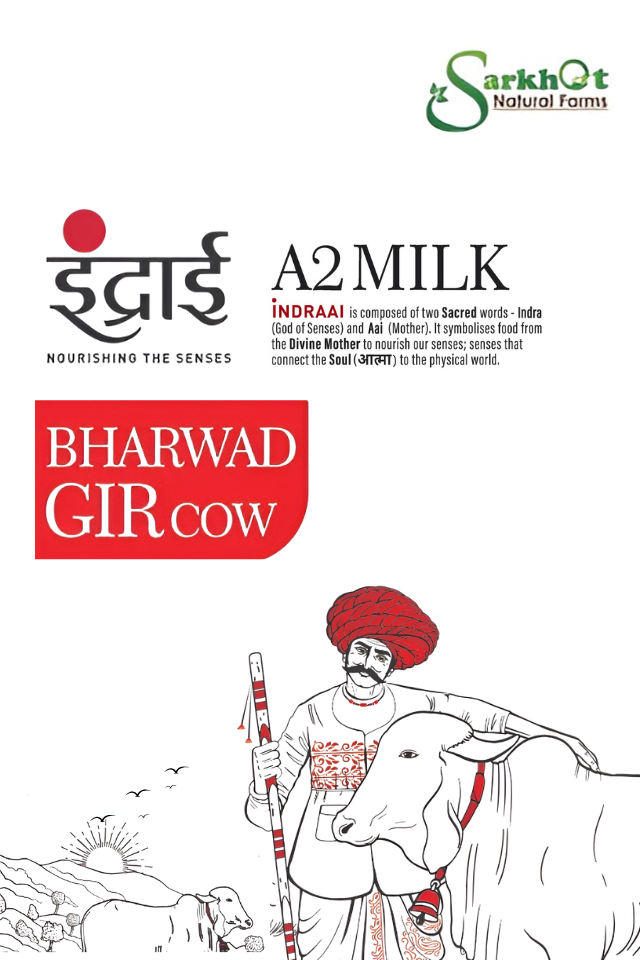 Sarkhot
Natural Farms
इंद्राई
NOURISHING THE SENSES
A2 MILK
INDRAAI is composed of two Sacred words - Indra
(God of Senses) and Aai (Mother). It symbolises food from
the Divine Mother to nourish our senses; senses that
connect the Soul (आत्मा) to the physical world.
BHARWAD
GIR COW